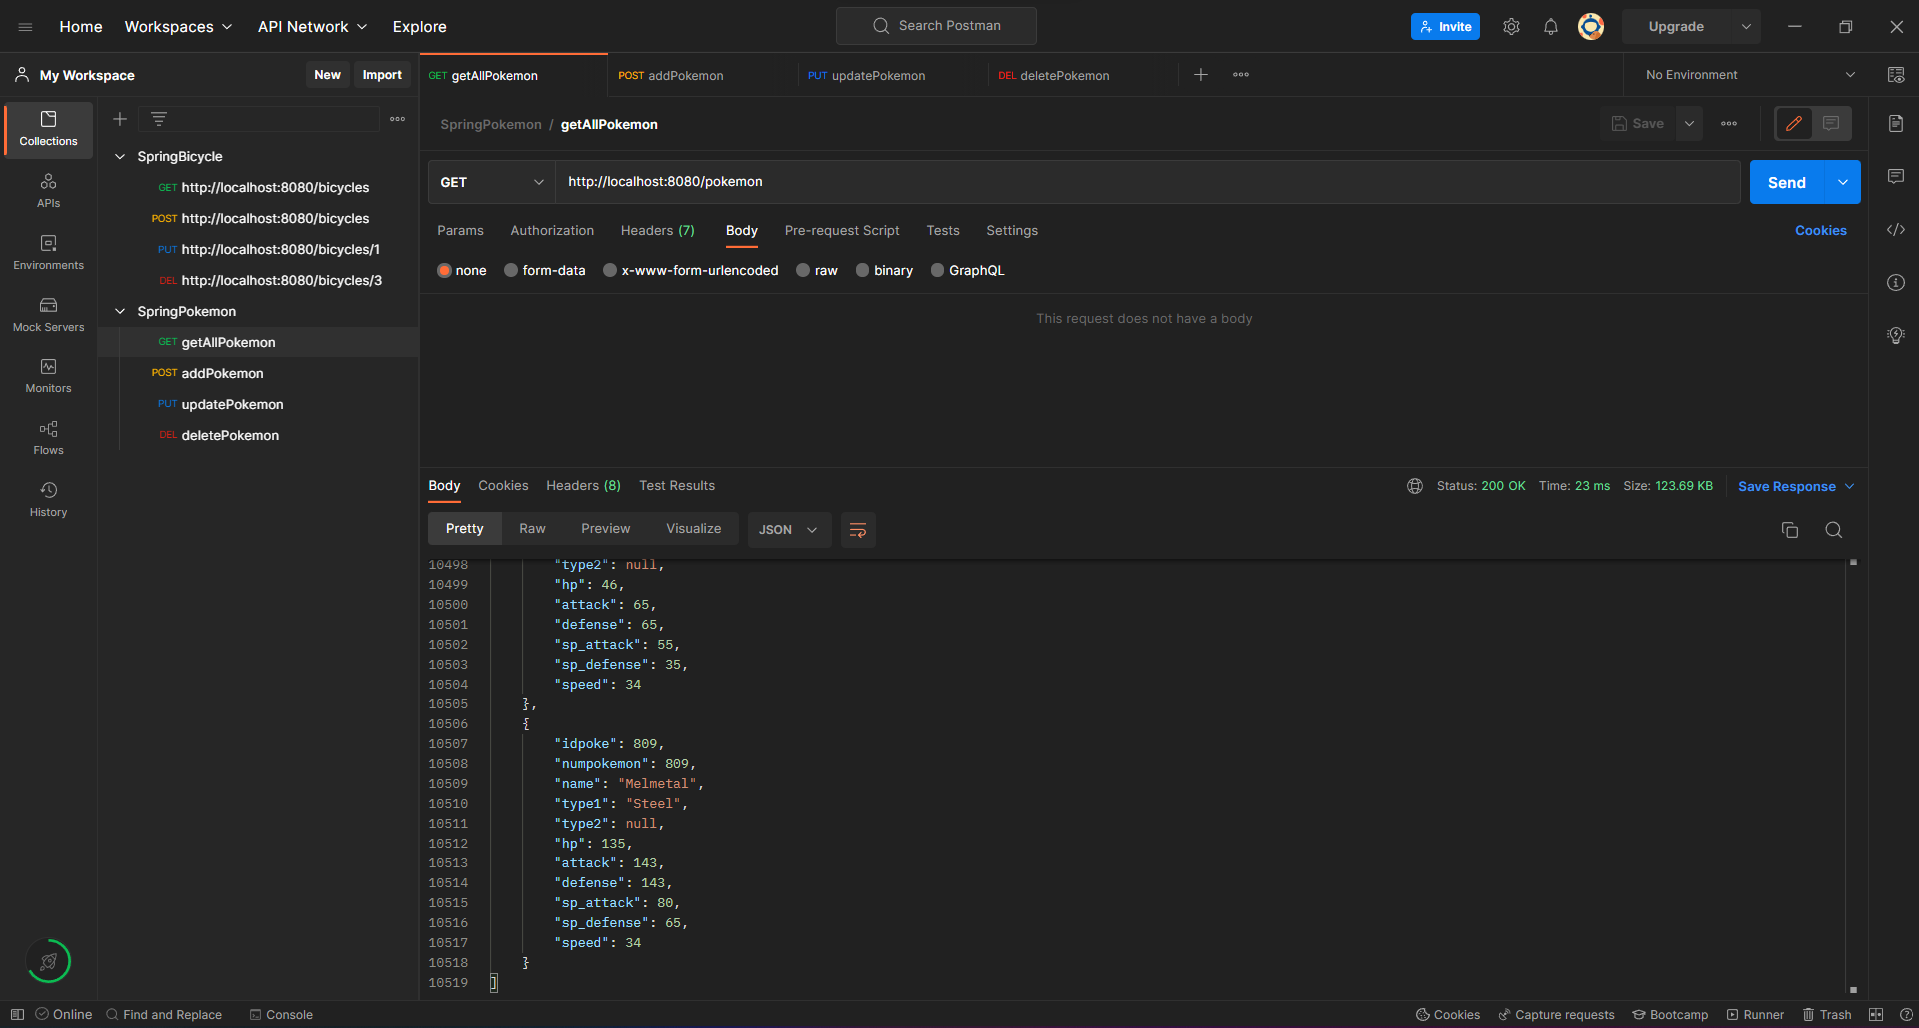 Home Workspaces API Network Explore Search Postman Invite Upgrade
My Workspace New Import
GET getAllPokemon POST addPokemon PUT updatePokemon DEL deletePokemon No Environment
Collections
APIs
Environments
Mock Servers
Monitors
Flows
History
SpringBicycle
GET http://localhost:8080/bicycles
POST http://localhost:8080/bicycles
PUT http://localhost:8080/bicycles/1
DEL http://localhost:8080/bicycles/3
SpringPokemon
GET getAllPokemon
POST addPokemon
PUT updatePokemon
DEL deletePokemon
SpringPokemon / getAllPokemon Save
GET http://localhost:8080/pokemon Send
Params Authorization Headers (7) Body Pre-request Script Tests Settings Cookies
none form-data x-www-form-urlencoded raw binary GraphQL
This request does not have a body
Body Cookies Headers (8) Test Results Status: 200 OK Time: 23 ms Size: 123.69 KB Save Response
Pretty Raw Preview Visualize JSON
10498 "type2": null,
10499 "hp": 46,
10500 "attack": 65,
10501 "defense": 65,
10502 "sp_attack": 55,
10503 "sp_defense": 35,
10504 "speed": 34
10505 },
10506 {
10507 "idpoke": 809,
10508 "numpokemon": 809,
10509 "name": "Melmetal",
10510 "type1": "Steel",
10511 "type2": null,
10512 "hp": 135,
10513 "attack": 143,
10514 "defense": 143,
10515 "sp_attack": 80,
10516 "sp_defense": 65,
10517 "speed": 34
10518 }
10519 ]
Online Find and Replace Console Cookies Capture requests Bootcamp Runner Trash